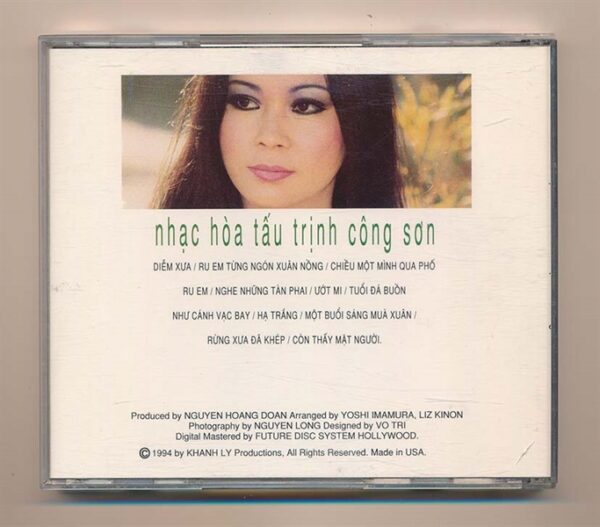 nhạc hòa tấu trịnh công sơn
DIỄM XƯA / RU EM TỪNG NGÓN XUÂN NỒNG / CHIỀU MỘT MÌNH QUA PHỐ
RU EM / NGHE NHỮNG TÀN PHAI / ƯỚT MI / TUỔI ĐÁ BUỒN
NHƯ CÁNH VẠC BAY / HẠ TRẮNG / MỘT BUỔI SÁNG MUÀ XUÂN /
RỪNG XƯA ĐÃ KHÉP / CÒN THẤY MẶT NGƯỜI.
Produced by NGUYEN HOANG DOAN Arranged by YOSHI IMAMURA, LIZ KINON
Photography by NGUYEN LONG Designed by VO TRI
Digital Mastered by FUTURE DISC SYSTEM HOLLYWOOD.
© 1994 by KHANH LY Productions, All Rights Reserved. Made in USA.